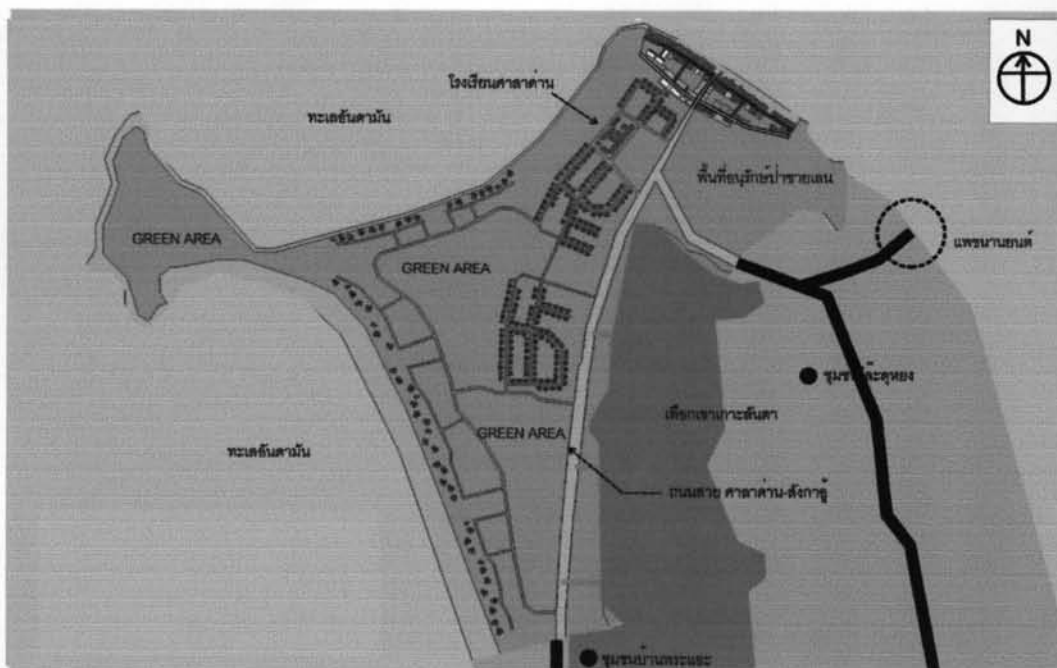 N
โรงเรียนศาลาด่าน
ทะเลอันดามัน
พื้นที่อนุรักษ์ป่าชายเลน
GREEN AREA
แพขนานยนต์
GREEN AREA
เทือกเขาเกาะลันตา
GREEN AREA
ทะเลอันดามัน
ถนนสาย ศาลาด่าน-สังกาอู้
ชุมชนบ้านพระแอะ